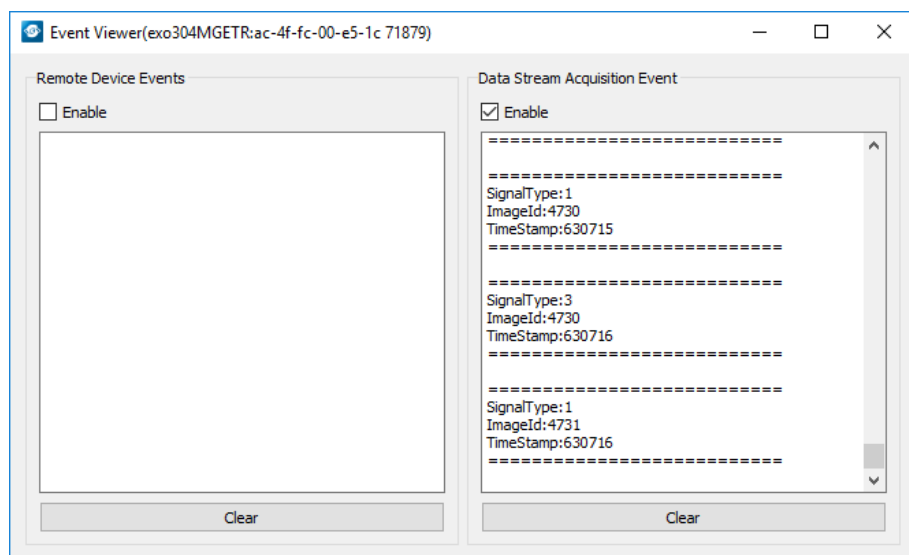 Event Viewer(exo304MGETR:ac-4f-fc-00-e5-1c 71879)
Remote Device Events
Enable
Clear
Data Stream Acquisition Event
Enable
===========================
===========================
SignalType:1
ImageId:4730
TimeStamp:630715
===========================
===========================
SignalType:3
ImageId:4730
TimeStamp:630716
===========================
===========================
SignalType:1
ImageId:4731
TimeStamp:630716
===========================
Clear